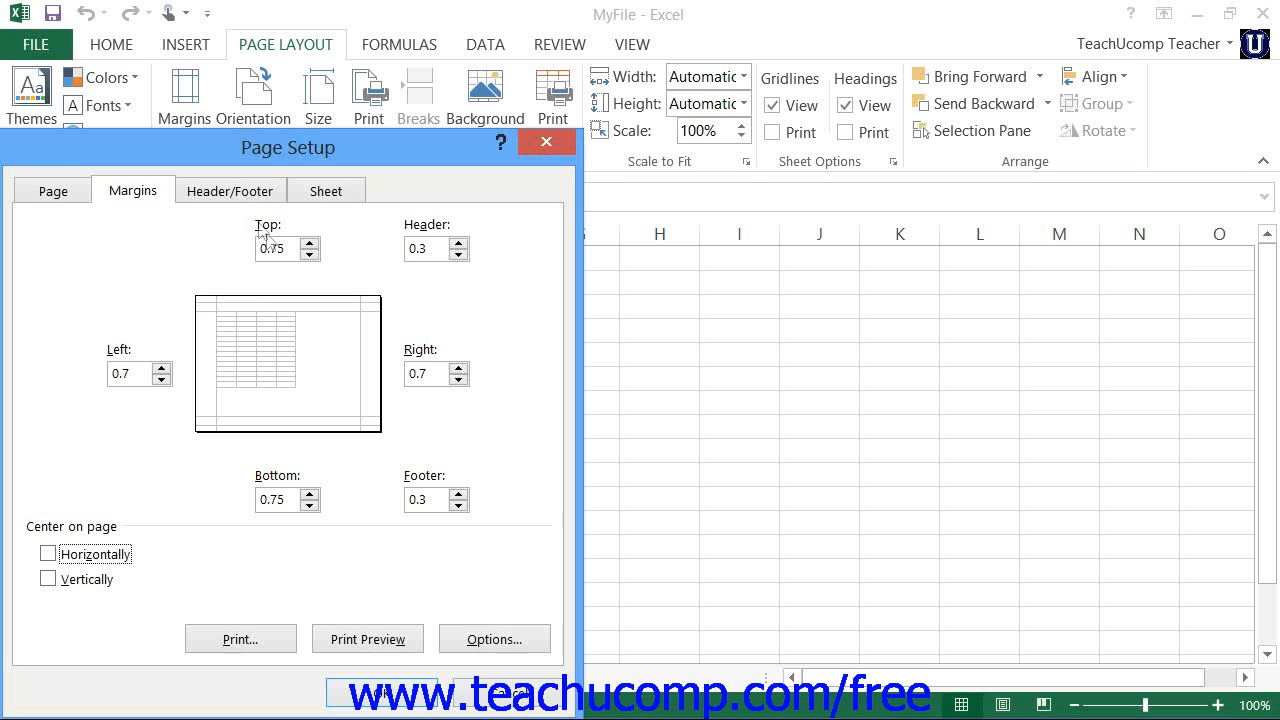 MyFile - Excel
FILE HOME INSERT PAGE LAYOUT FORMULAS DATA REVIEW VIEW TeachUcomp Teacher U
Themes Colors Fonts Margins Orientation Size Print Breaks Background Print
Width: Automatic
Height: Automatic
Scale: 100%
Scale to Fit
Gridlines Headings
View View
Print Print
Sheet Options
Bring Forward Align
Send Backward Group
Selection Pane Rotate
Arrange
Page Setup ?
Page Margins Header/Footer Sheet
Top: Header:
0.75 0.3
Left: Right:
0.7 0.7
Bottom: Footer:
0.75 0.3
Center on page
Horizontally
Vertically
Print... Print Preview Options...
H I J K L M N O
www.teachucomp.com/free
100%